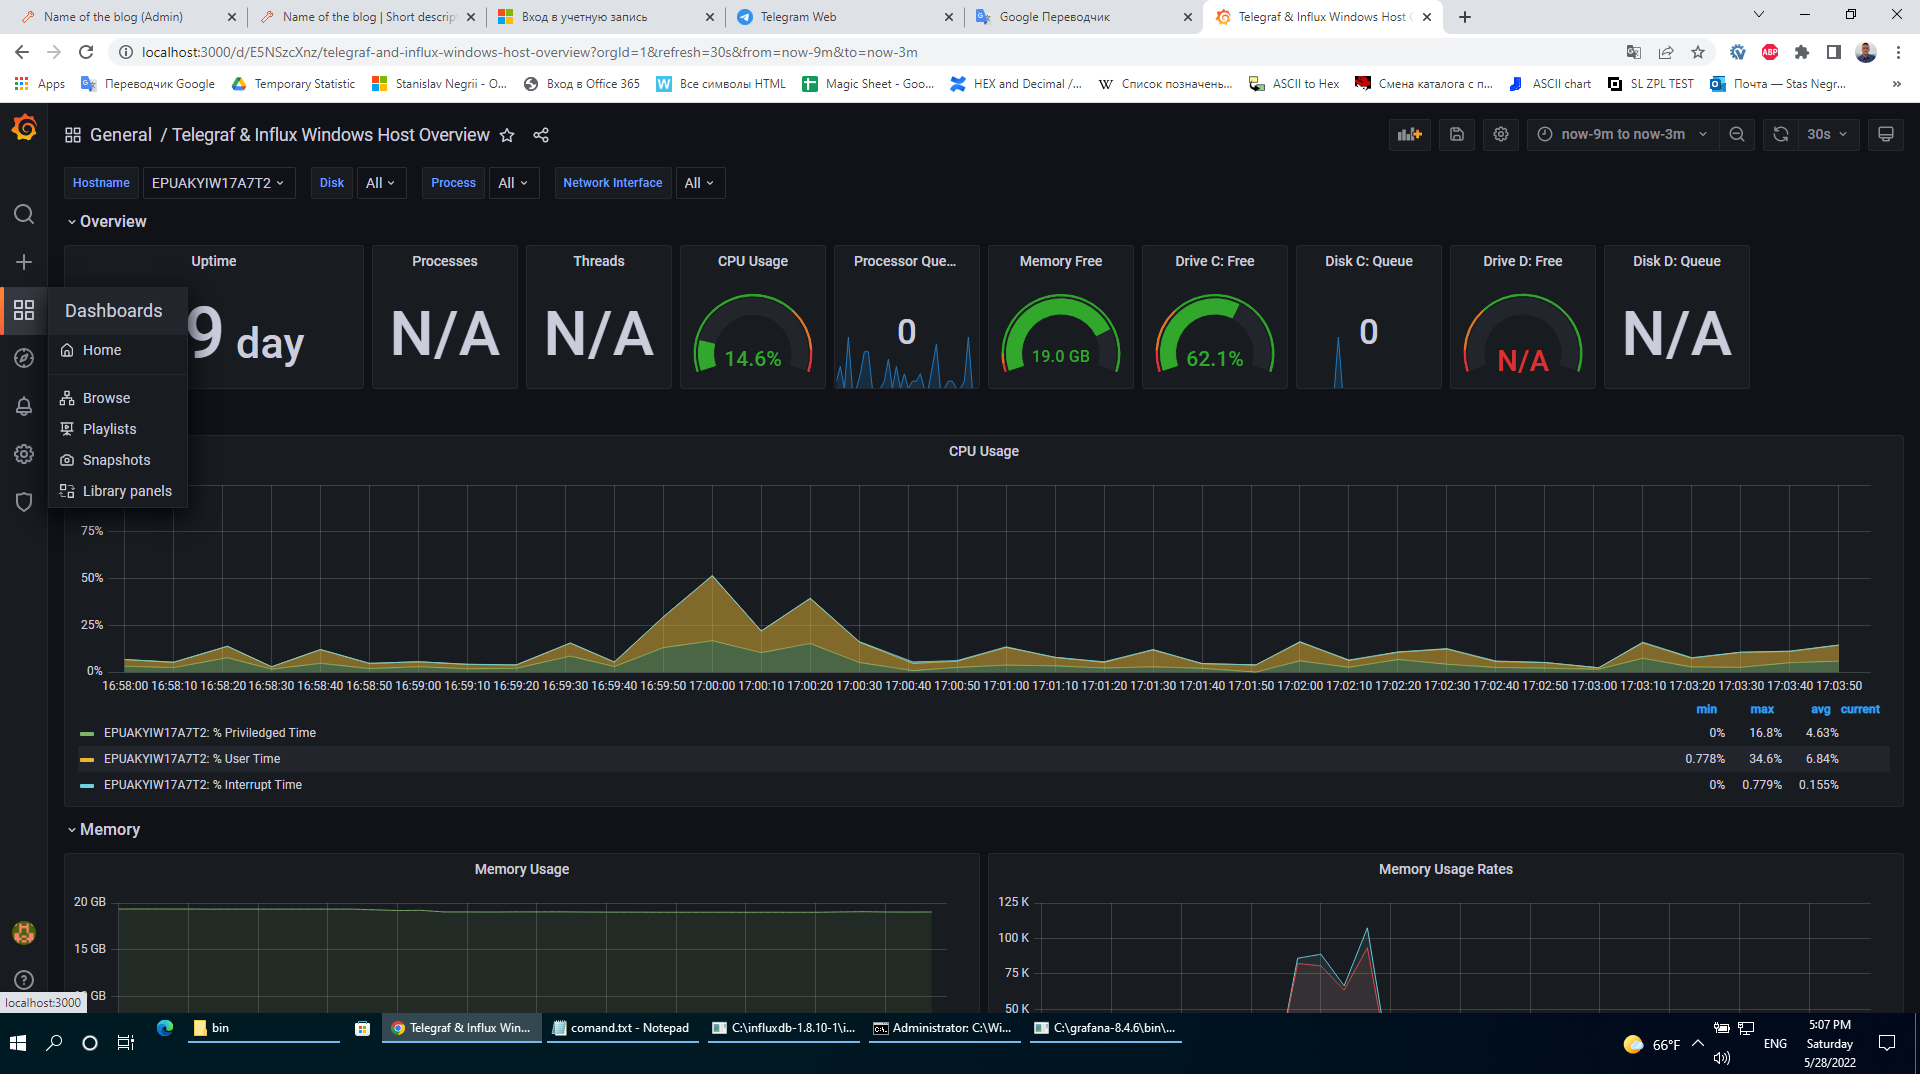 Name of the blog (Admin)
Name of the blog | Short descrip
Вход в учетную запись
Telegram Web
Google Переводчик
Telegraf & Influx Windows Host
localhost:3000/d/E5NSzcXnz/telegraf-and-influx-windows-host-overview?orgId=1&refresh=30s&from=now-9m&to=now-3m
Apps
Переводчик Google
Temporary Statistic
Stanislav Negrii - O...
Вход в Office 365
Все символы HTML
Magic Sheet - Goo...
HEX and Decimal /...
Список позначень...
ASCII to Hex
Смена каталога с п...
ASCII chart
SL ZPL TEST
Почта — Stas Negr...
»
General / Telegraf & Influx Windows Host Overview
now-9m to now-3m
30s
Hostname EPUAKYIW17A7T2 Disk All Process All Network Interface All
Overview
Uptime
9 day
Processes
N/A
Threads
N/A
CPU Usage
14.6%
Processor Que...
0
Memory Free
19.0 GB
Drive C: Free
62.1%
Disk C: Queue
0
Drive D: Free
N/A
Disk D: Queue
N/A
Dashboards
Home
Browse
Playlists
Snapshots
Library panels
CPU Usage
75%
50%
25%
0%
16:58:00 16:58:10 16:58:20 16:58:30 16:58:40 16:58:50 16:59:00 16:59:10 16:59:20 16:59:30 16:59:40 16:59:50 17:00:00 17:00:10 17:00:20 17:00:30 17:00:40 17:00:50 17:01:00 17:01:10 17:01:20 17:01:30 17:01:40 17:01:50 17:02:00 17:02:10 17:02:20 17:02:30 17:02:40 17:02:50 17:03:00 17:03:10 17:03:20 17:03:30 17:03:40 17:03:50
min max avg current
EPUAKYIW17A7T2: % Priviledged Time 0% 16.8% 4.63%
EPUAKYIW17A7T2: % User Time 0.778% 34.6% 6.84%
EPUAKYIW17A7T2: % Interrupt Time 0% 0.779% 0.155%
Memory
Memory Usage
20 GB
15 GB
GB
Memory Usage Rates
125 K
100 K
75 K
50 K
localhost:3000
bin
Telegraf & Influx Win...
comand.txt - Notepad
C:\influxdb-1.8.10-1\i...
Administrator: C:\Wi...
C:\grafana-8.4.6\bin\...
66°F
ENG
5:07 PM
Saturday
5/28/2022